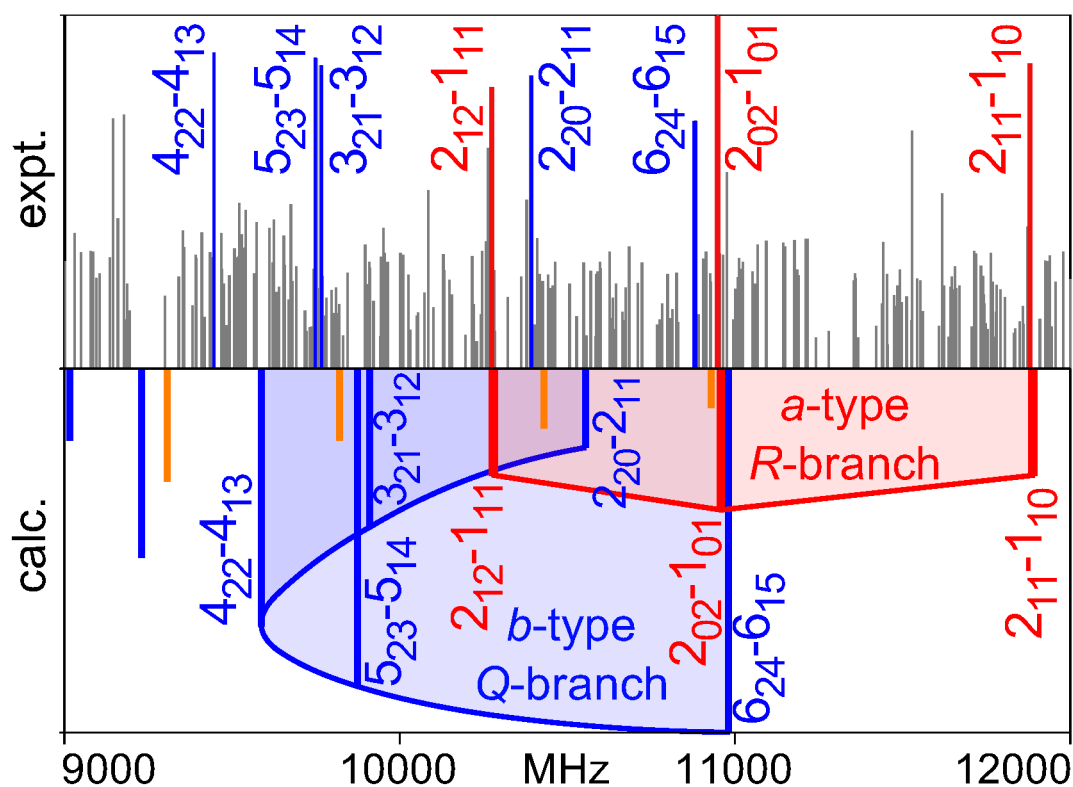 expt.
4₂₂-4₁₃
5₂₃-5₁₄
3₂₁-3₁₂
2₁₂-1₁₁
2₂₀-2₁₁
6₂₄-6₁₅
2₀₂-1₀₁
2₁₁-1₁₀
calc.
4₂₂-4₁₃
5₂₃-5₁₄
3₂₁-3₁₂
2₁₂-1₁₁
2₂₀-2₁₁
2₀₂-1₀₁
6₂₄-6₁₅
2₁₁-1₁₀
a-type
R-branch
b-type
Q-branch
9000 10000 MHz 11000 12000